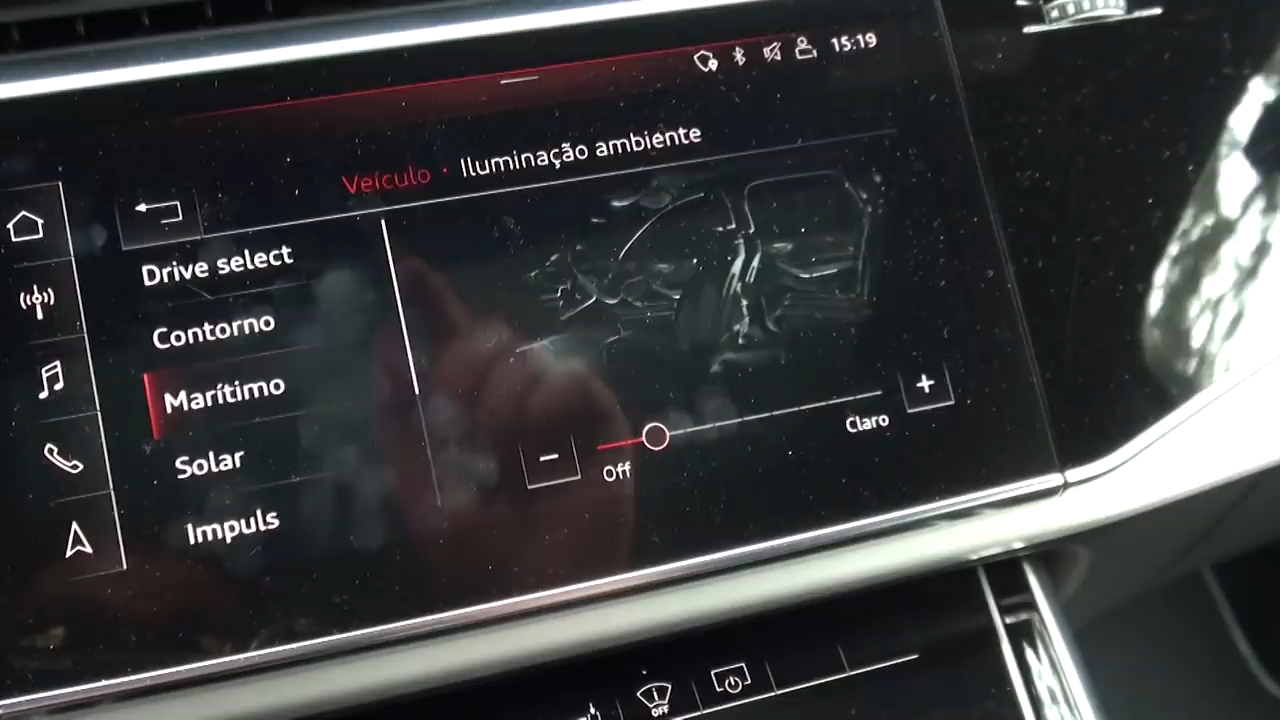 15:19
Veículo · Iluminação ambiente
Drive select
Contorno
Marítimo
Solar
Impuls
− +
Off Claro
OFF